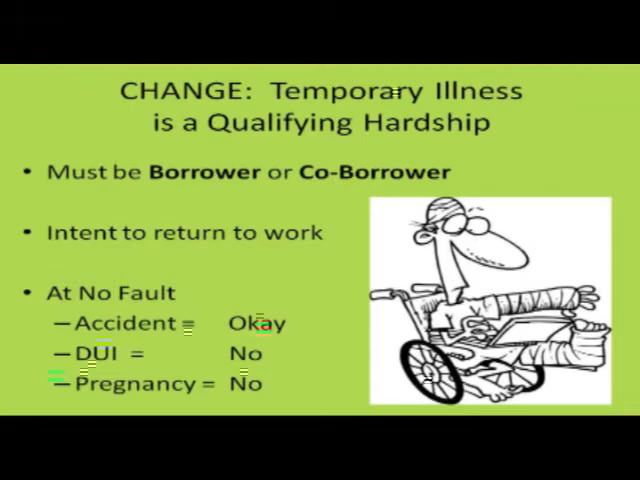 CHANGE: Temporary Illness
is a Qualifying Hardship
• Must be Borrower or Co-Borrower
• Intent to return to work
• At No Fault
– Accident = Okay
– DUI = No
– Pregnancy = No